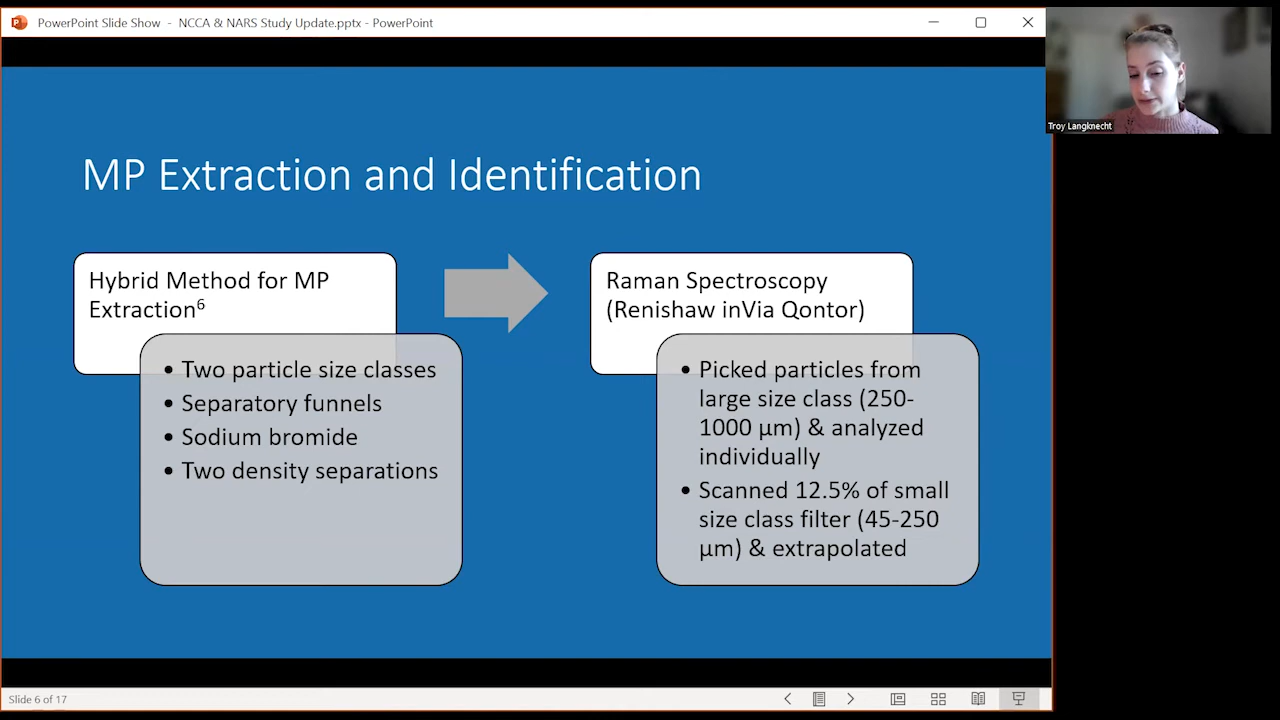 PowerPoint Slide Show - NCCA & NARS Study Update.pptx - PowerPoint
Troy Langknecht
MP Extraction and Identification
Hybrid Method for MP
Extraction⁶
• Two particle size classes
• Separatory funnels
• Sodium bromide
• Two density separations
Raman Spectroscopy
(Renishaw inVia Qontor)
• Picked particles from
large size class (250-
1000 µm) & analyzed
individually
• Scanned 12.5% of small
size class filter (45-250
µm) & extrapolated
Slide 6 of 17